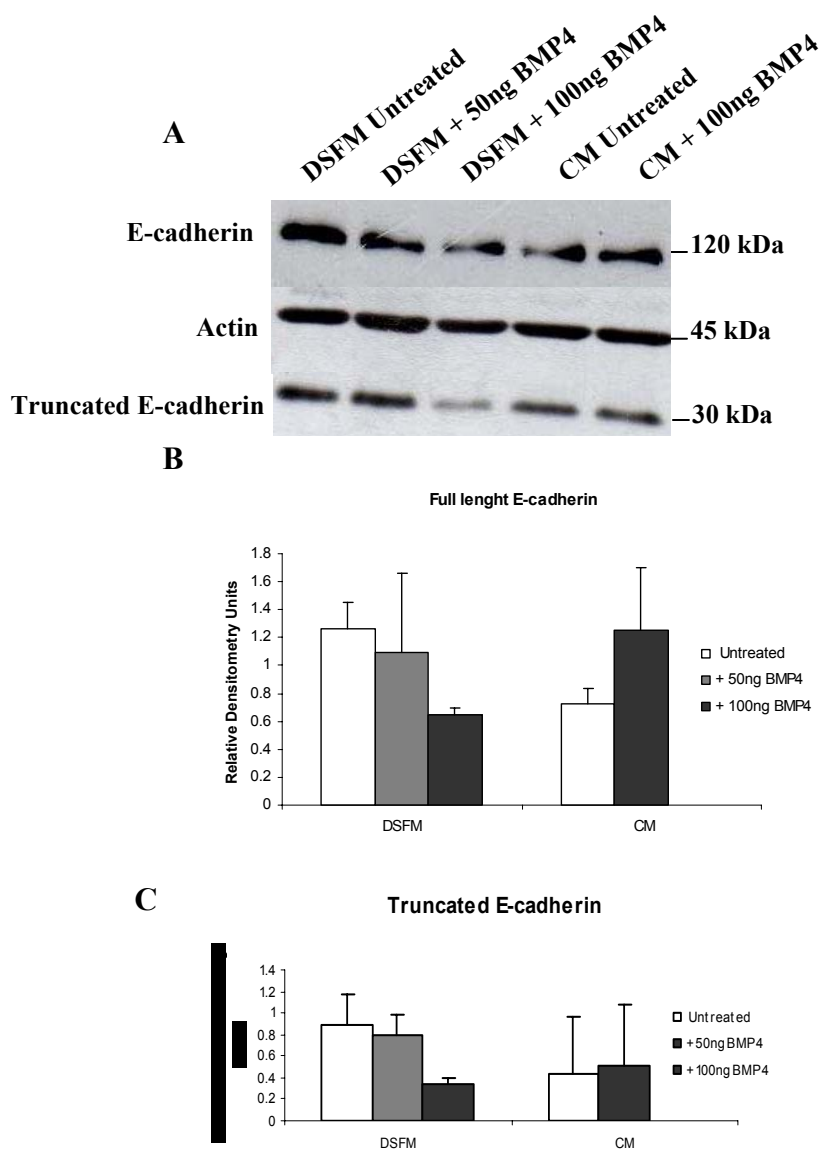 A
DSFM Untreated
DSFM + 50ng BMP4
DSFM + 100ng BMP4
CM Untreated
CM + 100ng BMP4
E-cadherin
120 kDa
Actin
45 kDa
Truncated E-cadherin
30 kDa
B
Full lenght E-cadherin
Relative Densitometry Units
1.8
1.6
1.4
1.2
1
0.8
0.6
0.4
0.2
0
DSFM
CM
Untreated
+ 50ng BMP4
+ 100ng BMP4
C
Truncated E-cadherin
1.4
1.2
1
0.8
0.6
0.4
0.2
0
DSFM
CM
Untreated
+50ng BMP4
+100ng BMP4